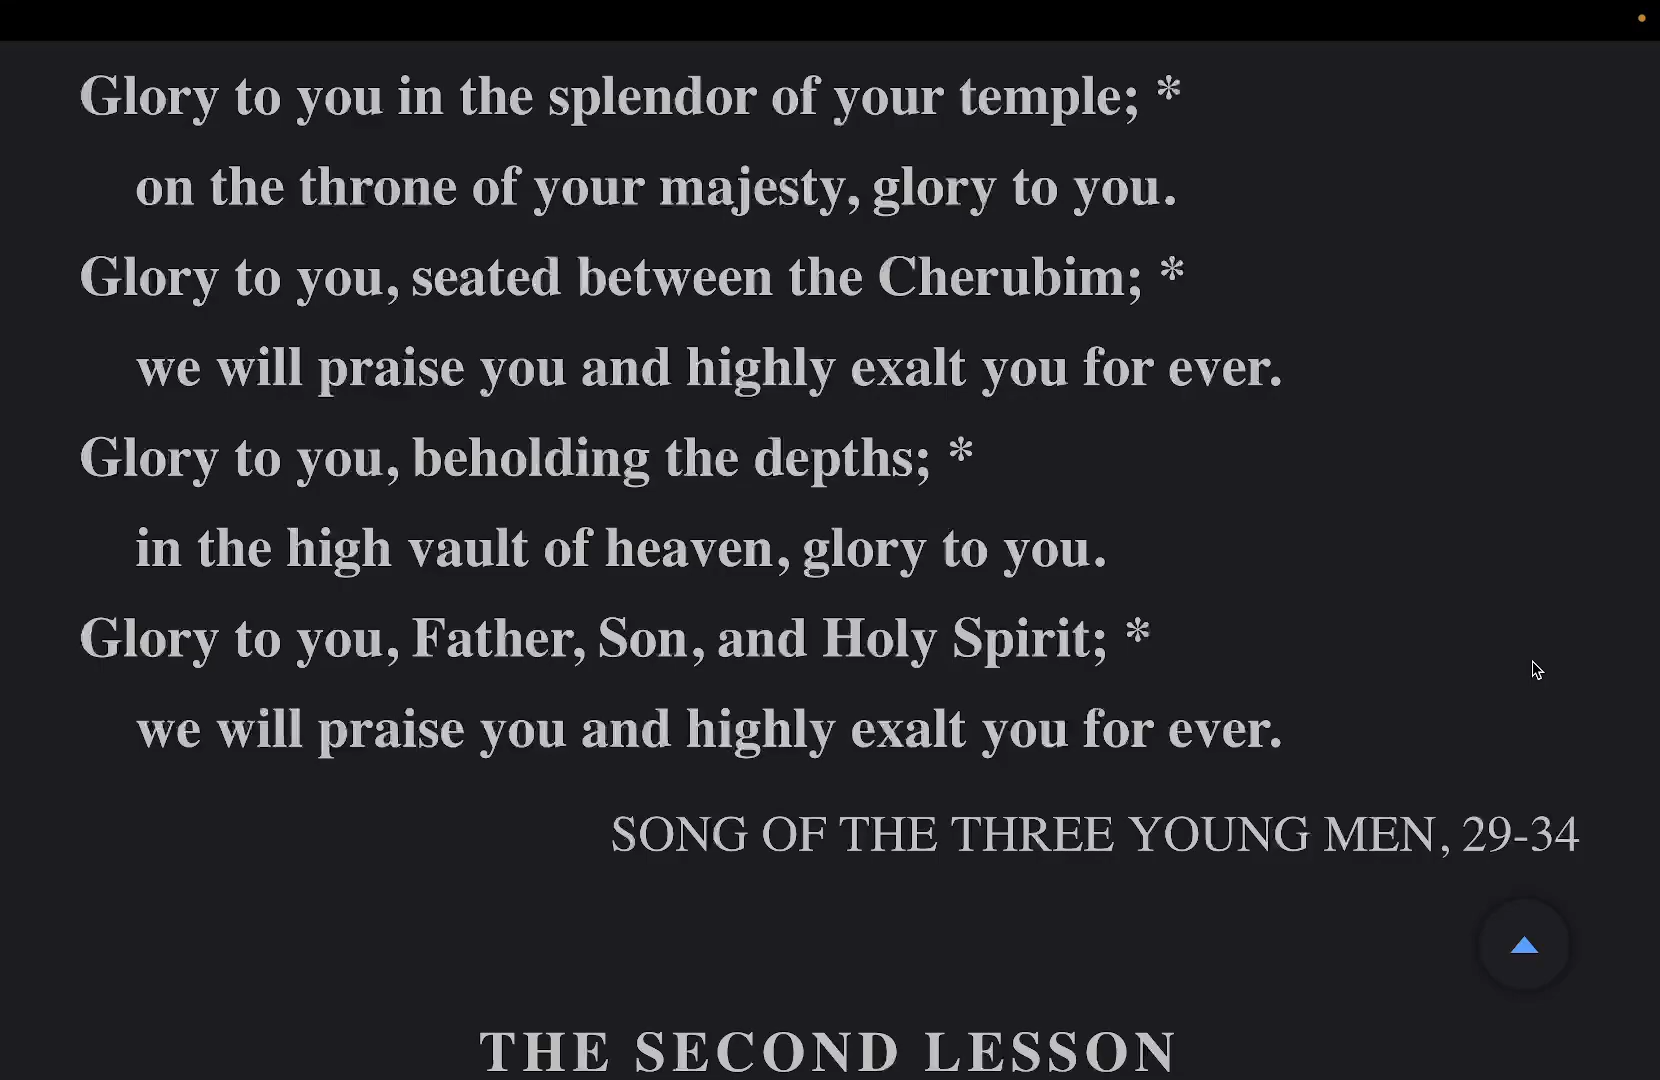 Glory to you in the splendor of your temple; *
on the throne of your majesty, glory to you.
Glory to you, seated between the Cherubim; *
we will praise you and highly exalt you for ever.
Glory to you, beholding the depths; *
in the high vault of heaven, glory to you.
Glory to you, Father, Son, and Holy Spirit; *
we will praise you and highly exalt you for ever.
SONG OF THE THREE YOUNG MEN, 29-34
THE SECOND LESSON